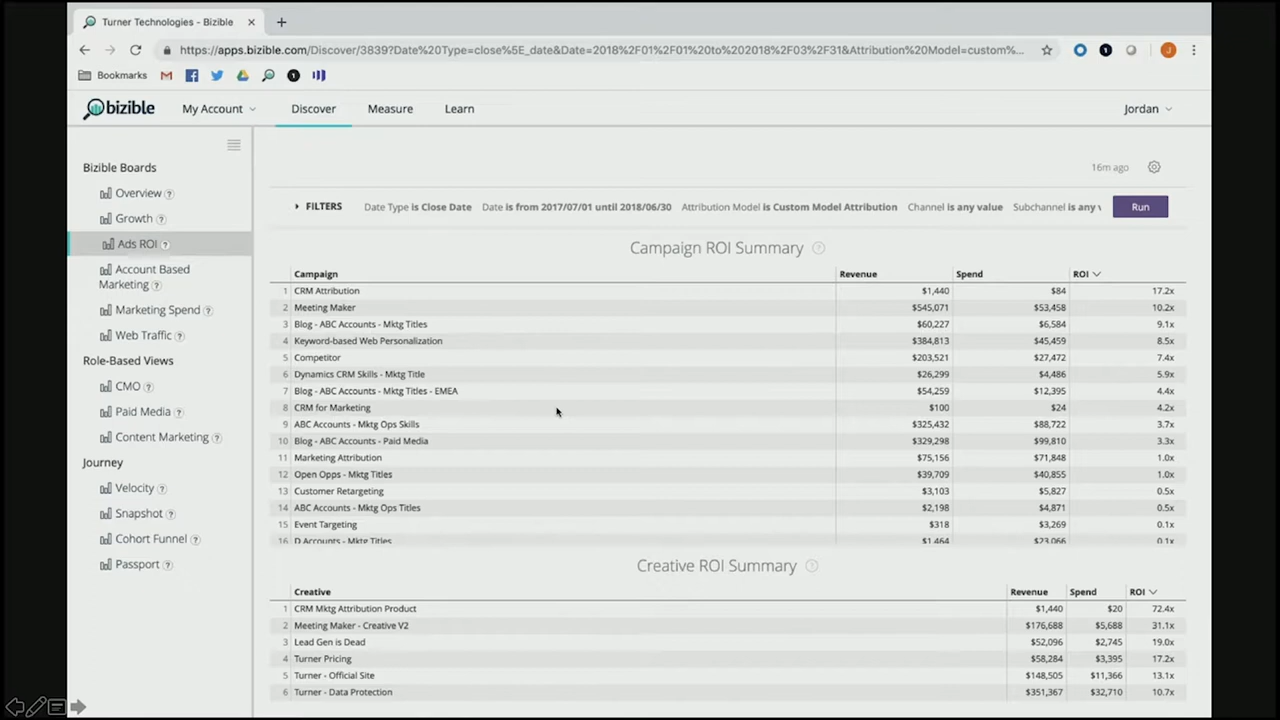 Turner Technologies - Bizible
https://apps.bizible.com/Discover/3839?Date%20Type=close%5E_date&Date=2018%2F01%2F01%20to%202018%2F03%2F31&Attribution%20Model=custom%...
J
Bookmarks
bizible My Account Discover Measure Learn Jordan
Bizible Boards
Overview ?
Growth ?
Ads ROI ?
Account Based
Marketing ?
Marketing Spend ?
Web Traffic ?
Role-Based Views
CMO ?
Paid Media ?
Content Marketing ?
Journey
Velocity ?
Snapshot ?
Cohort Funnel ?
Passport ?
16m ago
FILTERS Date Type is Close Date Date is from 2017/07/01 until 2018/06/30 Attribution Model is Custom Model Attribution Channel is any value Subchannel is any v Run
Campaign ROI Summary ?
Campaign Revenue Spend ROI
1 CRM Attribution $1,440 $84 17.2x
2 Meeting Maker $545,071 $53,458 10.2x
3 Blog - ABC Accounts - Mktg Titles $60,227 $6,584 9.1x
4 Keyword-based Web Personalization $384,813 $45,459 8.5x
5 Competitor $203,521 $27,472 7.4x
6 Dynamics CRM Skills - Mktg Title $26,299 $4,486 5.9x
7 Blog - ABC Accounts - Mktg Titles - EMEA $54,259 $12,395 4.4x
8 CRM for Marketing $100 $24 4.2x
9 ABC Accounts - Mktg Ops Skills $325,432 $88,722 3.7x
10 Blog - ABC Accounts - Paid Media $329,298 $99,810 3.3x
11 Marketing Attribution $75,156 $71,848 1.0x
12 Open Opps - Mktg Titles $39,709 $40,855 1.0x
13 Customer Retargeting $3,103 $5,827 0.5x
14 ABC Accounts - Mktg Ops Titles $2,198 $4,871 0.5x
15 Event Targeting $318 $3,269 0.1x
16 D Accounts - Mktg Titles $1,464 $23,066 0.1x
Creative ROI Summary ?
Creative Revenue Spend ROI
1 CRM Mktg Attribution Product $1,440 $20 72.4x
2 Meeting Maker - Creative V2 $176,688 $5,688 31.1x
3 Lead Gen is Dead $52,096 $2,745 19.0x
4 Turner Pricing $58,284 $3,395 17.2x
5 Turner - Official Site $148,505 $11,366 13.1x
6 Turner - Data Protection $351,367 $32,710 10.7x